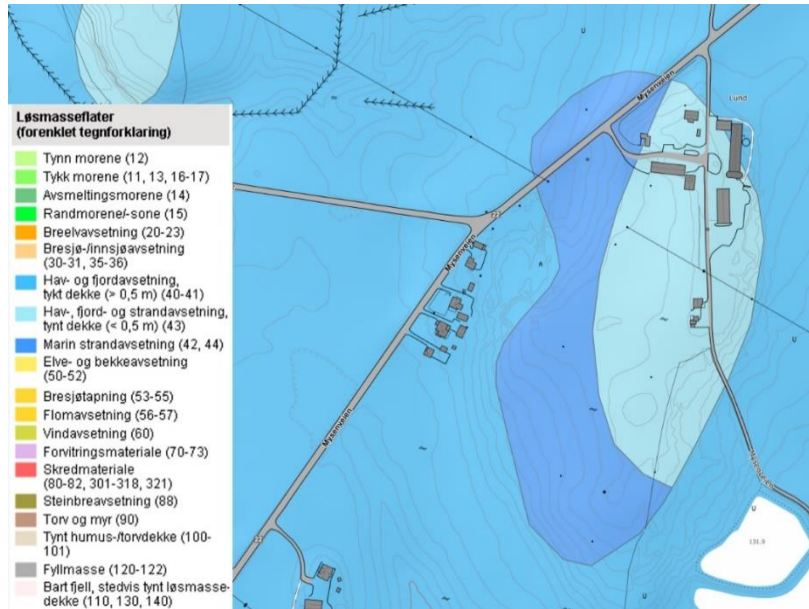 Løsmasseflater
(forenklet tegnforklaring)
Tynn morene (12)
Tykk morene (11, 13, 16-17)
Avsmeltingsmorene (14)
Randmorene/-sone (15)
Breelvavsetning (20-23)
Bresjø-/innsjøavsetning
(30-31, 35-36)
Hav- og fjordavsetning,
tykt dekke (> 0,5 m) (40-41)
Hav-, fjord- og strandavsetning,
tynt dekke (< 0,5 m) (43)
Marin strandavsetning (42, 44)
Elve- og bekkeavsetning
(50-52)
Bresjøtapning (53-55)
Flomavsetning (56-57)
Vindavsetning (60)
Forvitringsmateriale (70-73)
Skredmateriale
(80-82, 301-318, 321)
Steinbreavsetning (88)
Torv og myr (90)
Tynt humus-/torvdekke (100-
101)
Fyllmasse (120-122)
Bart fjell, stedvis tynt løsmasse-
dekke (110, 130, 140)
U
Mysenveien
Lund
222
Mysenveien
A
U
Mysenveien
U
131.9
U